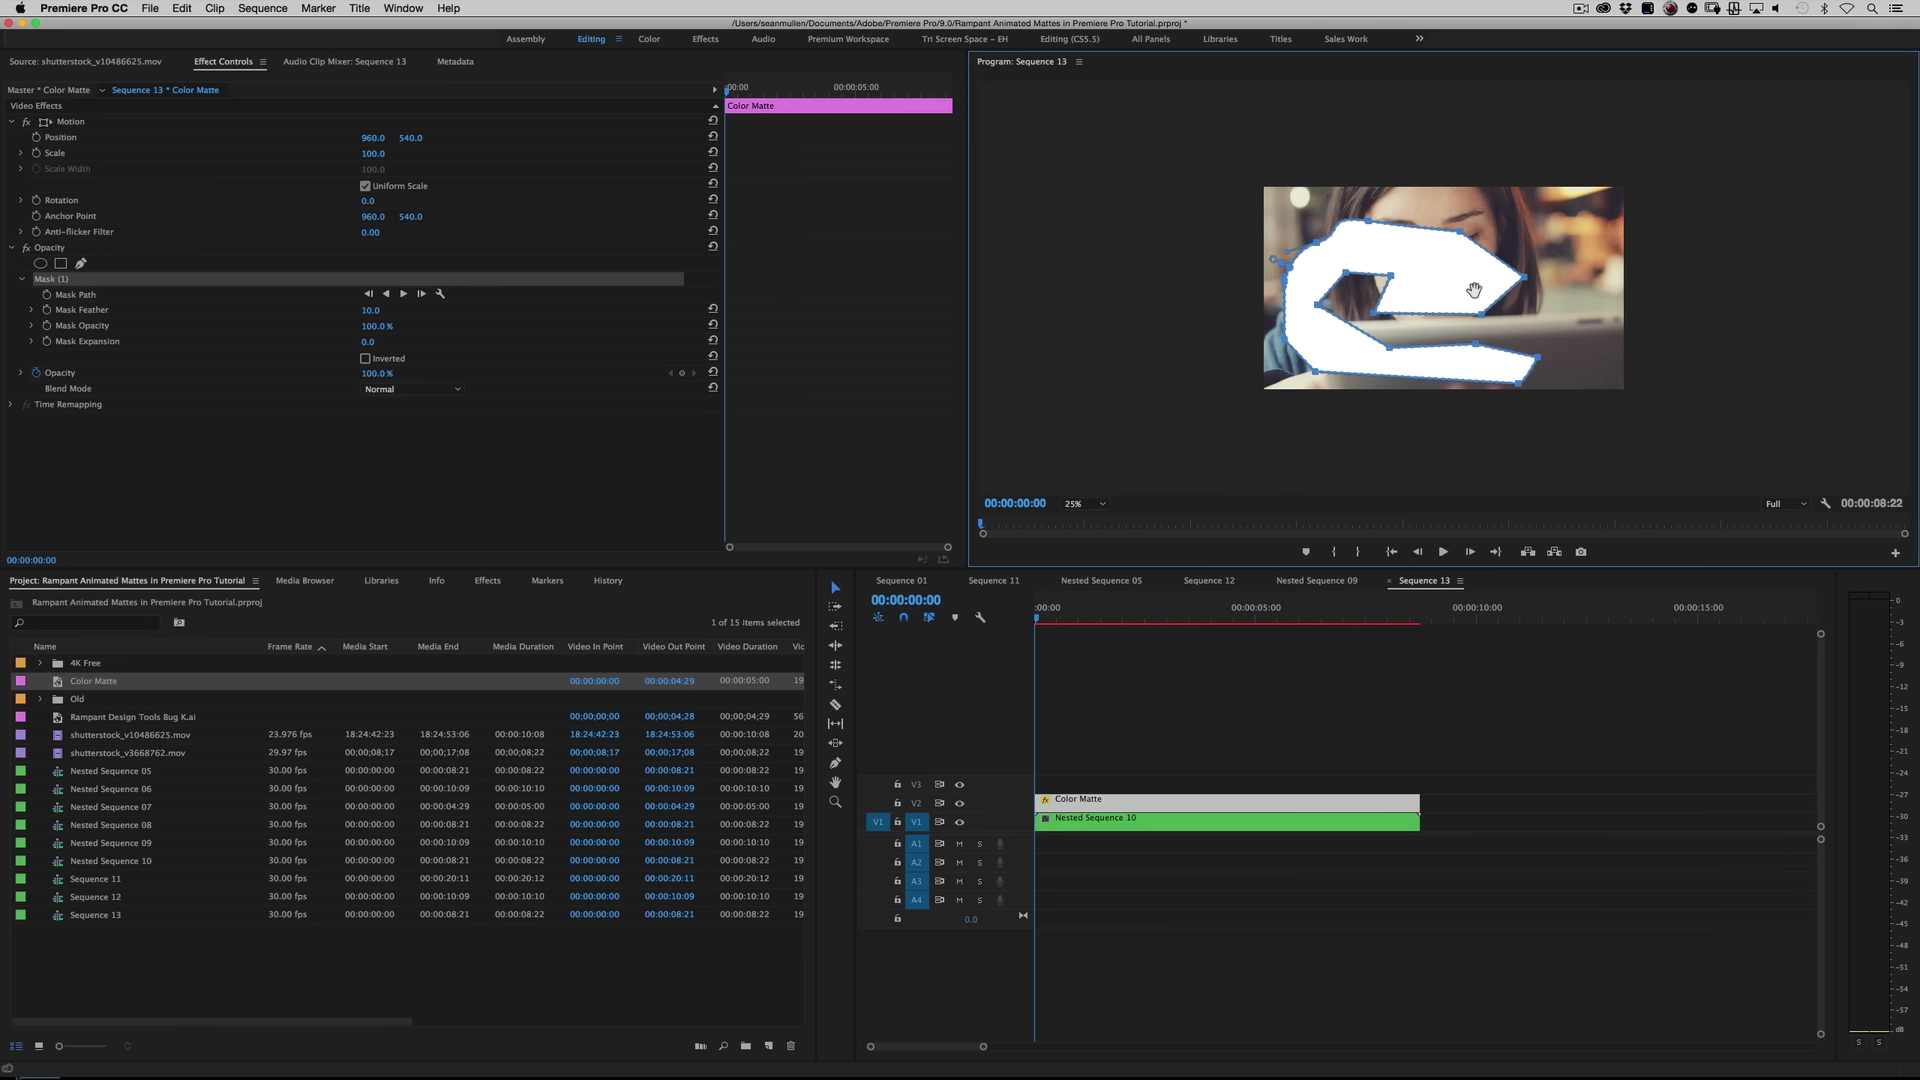 Premiere Pro CC File Edit Clip Sequence Marker Title Window Help
/Users/seanmullen/Documents/Adobe/Premiere Pro/9.0/Rampant Animated Mattes in Premiere Pro Tutorial.prproj *
Assembly Editing Color Effects Audio Premium Workspace Tri Screen Space - EH Editing (CS5.5) All Panels Libraries Titles Sales Work
Source: shutterstock_v10486625.mov Effect Controls Audio Clip Mixer: Sequence 13 Metadata
Program: Sequence 13
Master * Color Matte Sequence 13 * Color Matte
:00:00 00:00:05:00
Video Effects
Color Matte
fx Motion
Position 960.0 540.0
Scale 100.0
Scale Width 100.0
Uniform Scale
Rotation 0.0
Anchor Point 960.0 540.0
Anti-flicker Filter 0.00
fx Opacity
Mask (1)
Mask Path
Mask Feather 10.0
Mask Opacity 100.0 %
Mask Expansion 0.0
Inverted
Opacity 100.0 %
Blend Mode Normal
fx Time Remapping
00:00:00:00 25% Full 00:00:08:22
00:00:00:00
Project: Rampant Animated Mattes in Premiere Pro Tutorial Media Browser Libraries Info Effects Markers History
Rampant Animated Mattes in Premiere Pro Tutorial.prproj
1 of 15 items selected
Name Frame Rate Media Start Media End Media Duration Video In Point Video Out Point Video Duration Vic
4K Free
Color Matte 00:00:00:00 00:00:04:29 00:00:05:00 19
Old
Rampant Design Tools Bug K.ai 00;00;00;00 00;00;04;28 00;00;04;29 56
shutterstock_v10486625.mov 23.976 fps 18:24:42:23 18:24:53:06 00:00:10:08 18:24:42:23 18:24:53:06 00:00:10:08 20
shutterstock_v3668762.mov 29.97 fps 00;00;08;17 00;00;17;08 00;00;08;22 00;00;08;17 00;00;17;08 00;00;08;22 19
Nested Sequence 05 30.00 fps 00:00:00:00 00:00:08:21 00:00:08:22 00:00:00:00 00:00:08:21 00:00:08:22 19
Nested Sequence 06 30.00 fps 00:00:00:00 00:00:10:09 00:00:10:10 00:00:00:00 00:00:10:09 00:00:10:10 19
Nested Sequence 07 30.00 fps 00:00:00:00 00:00:04:29 00:00:05:00 00:00:00:00 00:00:04:29 00:00:05:00 19
Nested Sequence 08 30.00 fps 00:00:00:00 00:00:08:21 00:00:08:22 00:00:00:00 00:00:08:21 00:00:08:22 19
Nested Sequence 09 30.00 fps 00:00:00:00 00:00:10:09 00:00:10:10 00:00:00:00 00:00:10:09 00:00:10:10 19
Nested Sequence 10 30.00 fps 00:00:00:00 00:00:08:21 00:00:08:22 00:00:00:00 00:00:08:21 00:00:08:22 19
Sequence 11 30.00 fps 00:00:00:00 00:00:20:11 00:00:20:12 00:00:00:00 00:00:20:11 00:00:20:12 19
Sequence 12 30.00 fps 00:00:00:00 00:00:10:09 00:00:10:10 00:00:00:00 00:00:10:09 00:00:10:10 19
Sequence 13 30.00 fps 00:00:00:00 00:00:08:21 00:00:08:22 00:00:00:00 00:00:08:21 00:00:08:22 19
Sequence 01 Sequence 11 Nested Sequence 05 Sequence 12 Nested Sequence 09 × Sequence 13
00:00:00:00
:00:00 00:00:05:00 00:00:10:00 00:00:15:00
V3
V2 fx Color Matte
V1 V1 Nested Sequence 10
A1 M S
A2 M S
A3 M S
A4 M S
0.0
0
-3
-6
-9
-12
-15
-18
-21
-24
-27
-30
-33
-36
-39
-42
-45
-48
-51
-54
-57
dB
S S